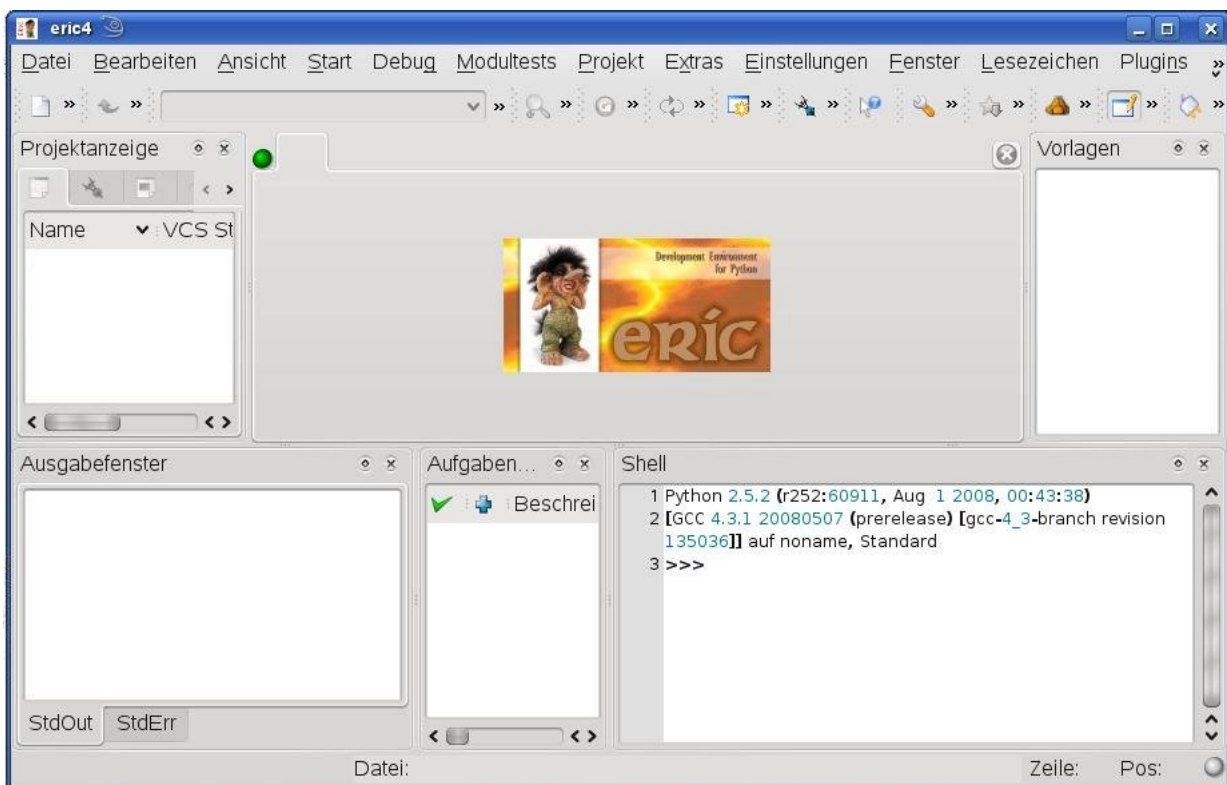 eric4
Datei Bearbeiten Ansicht Start Debug Modultests Projekt Extras Einstellungen Fenster Lesezeichen Plugins »
Projektanzeige
Name VCS St
Development Environment
for Python
eric
Vorlagen
Ausgabefenster
StdOut StdErr
Aufgaben...
Beschrei
Shell
1 Python 2.5.2 (r252:60911, Aug 1 2008, 00:43:38)
2 [GCC 4.3.1 20080507 (prerelease) [gcc-4_3-branch revision
135036]] auf noname, Standard
3 >>>
Datei: Zeile: Pos: